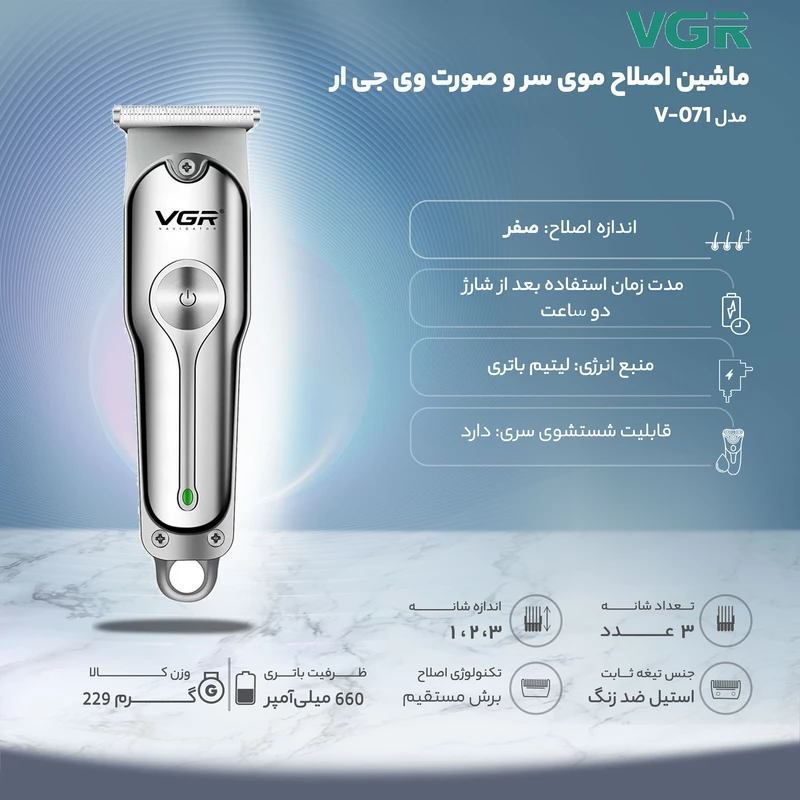 VGR
ماشین اصلاح موی سر و صورت وی جی ار
مدل V-071
VGR
NAVIGATOR
اندازه اصلاح: صفر
مدت زمان استفاده بعد از شارژ
دو ساعت
منبع انرژی: لیتیم باتری
قابلیت شستشوی سری: دارد
تعداد شانه
۳ عدد
اندازه شانه
۱،۲،۳
جنس تیغه ثابت
استیل ضد زنگ
تکنولوژی اصلاح
برش مستقیم
ظرفیت باتری
660 میلی‌آمپر
وزن کالا
229 گرم
G